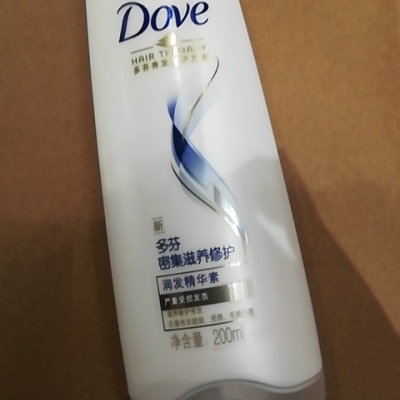 Dove
HAIR THERAPY
新
多芬
密集滋养修护
润发精华素
严重受损发质
净含量：200ml